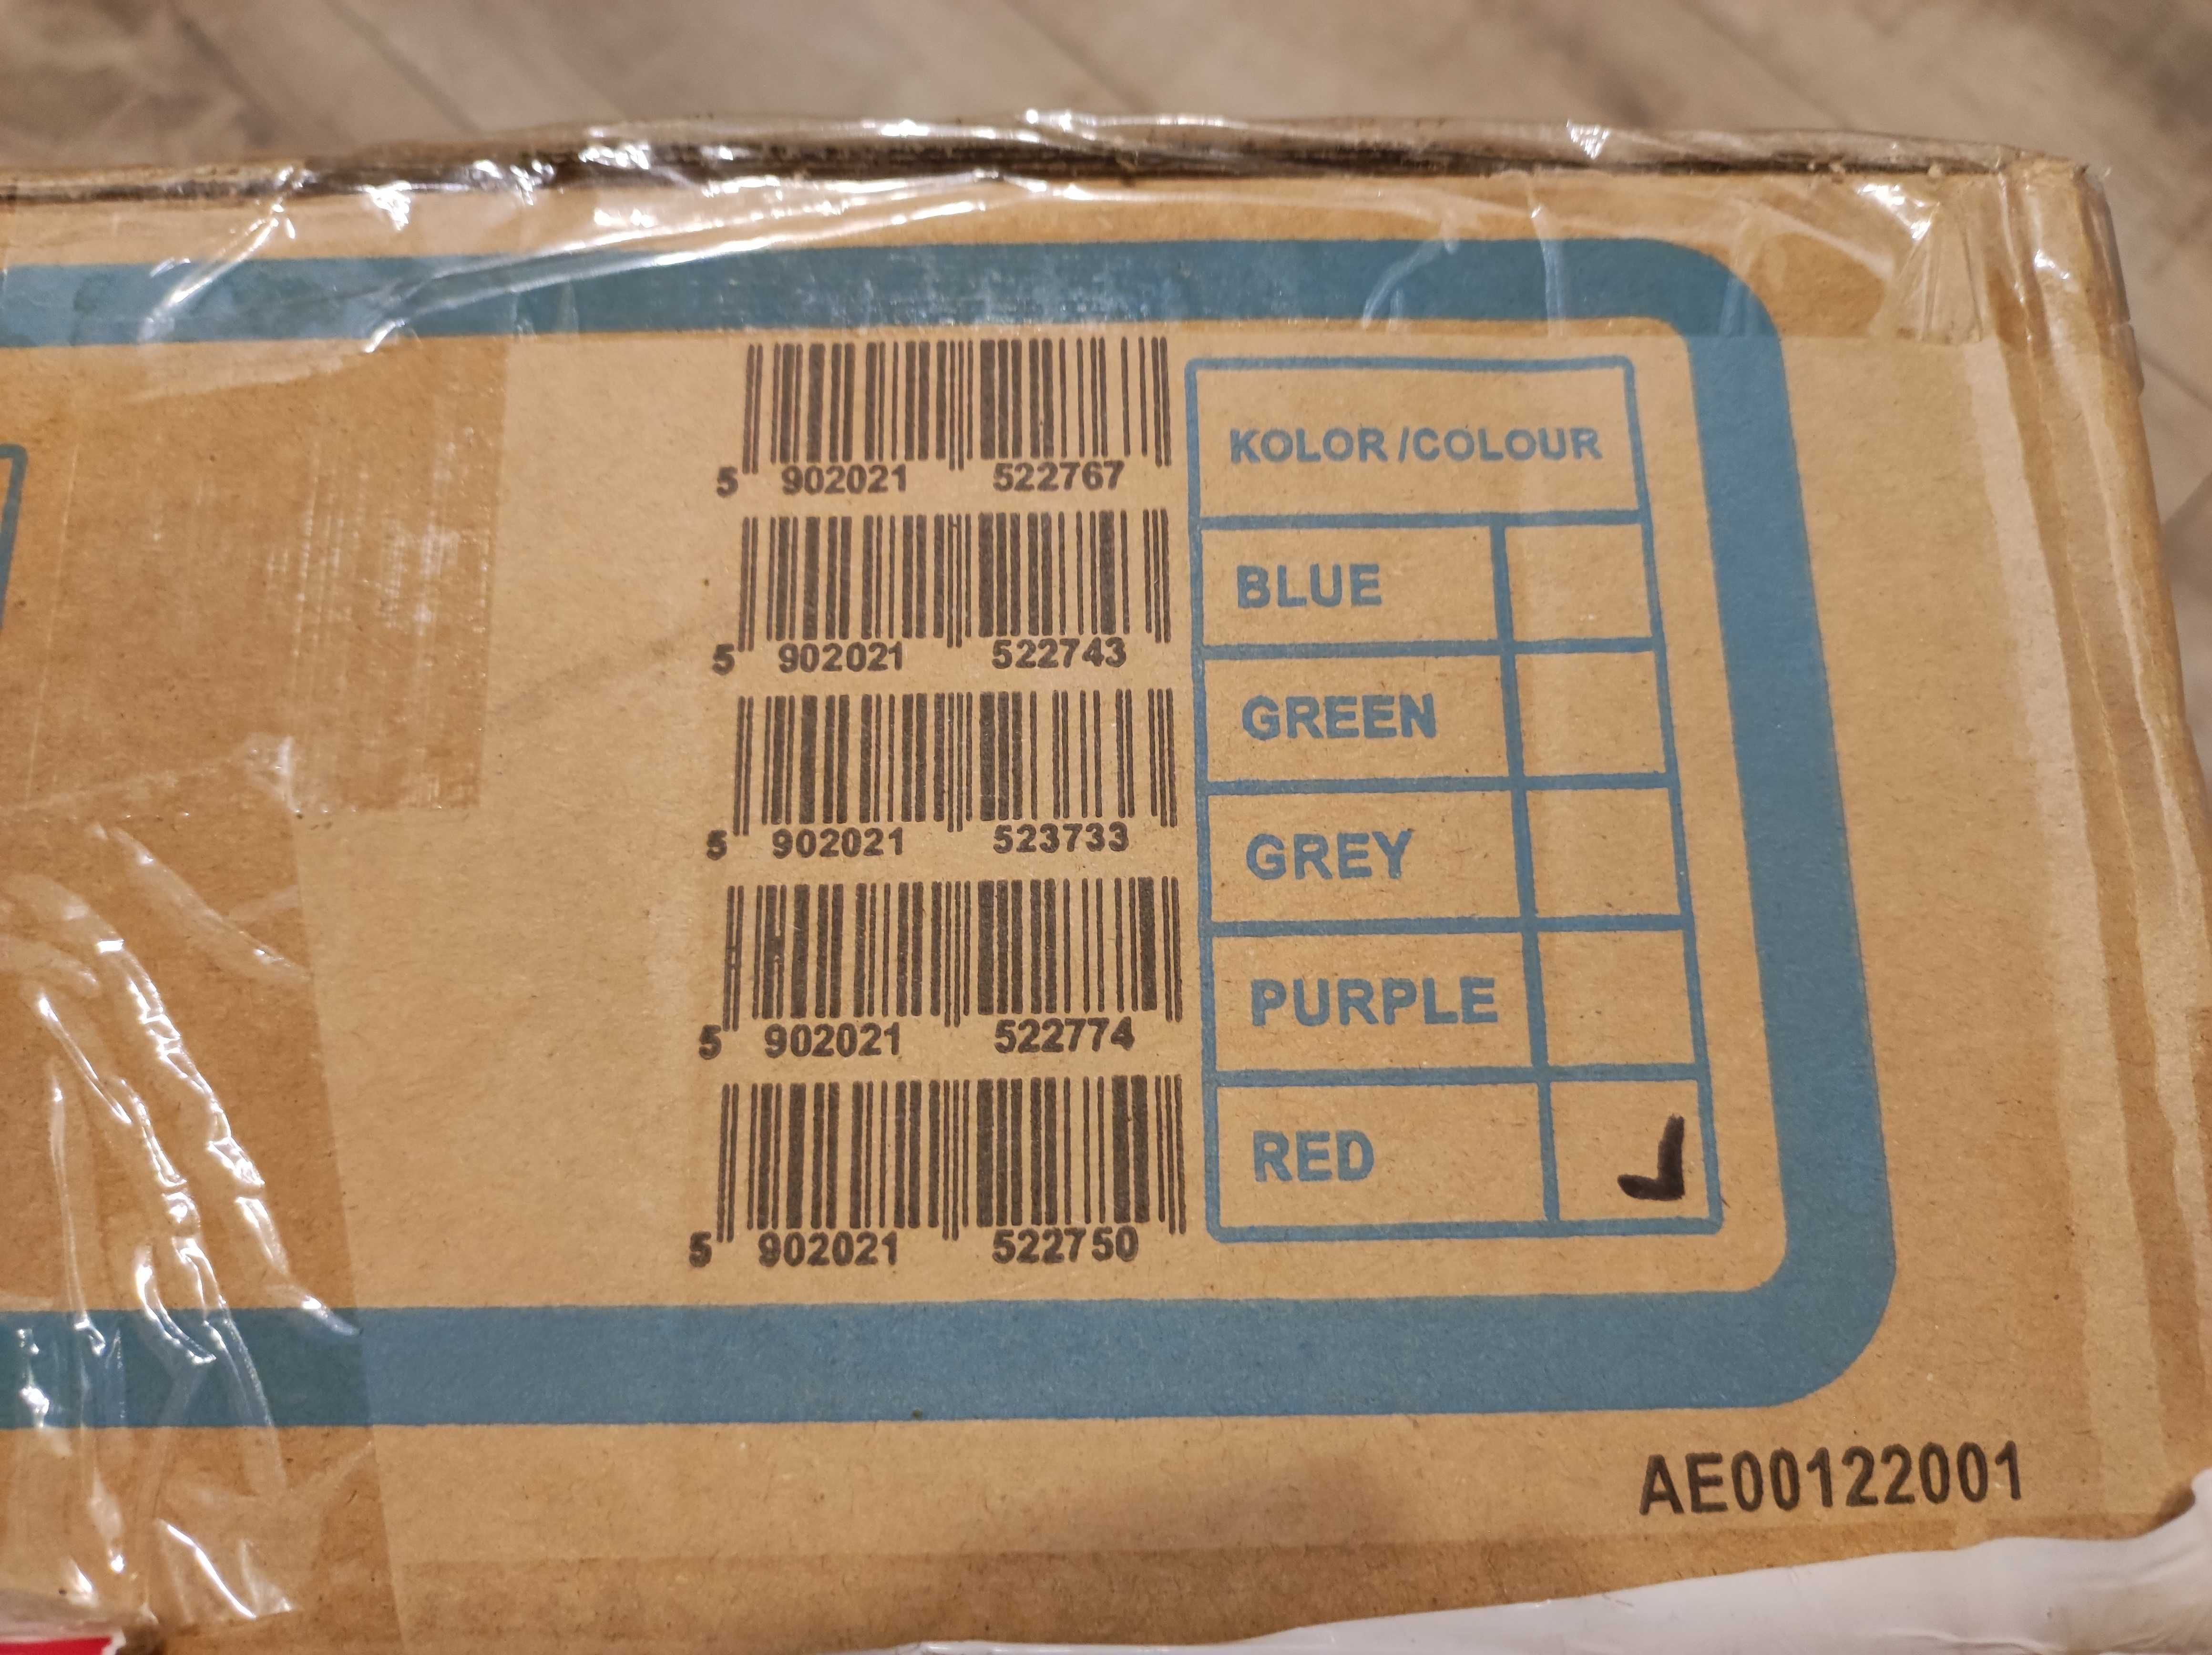 5 902021 522767
5 902021 522743
5 902021 523733
5 902021 522774
5 902021 522750
KOLOR/COLOUR
BLUE
GREEN
GREY
PURPLE
RED
AE00122001